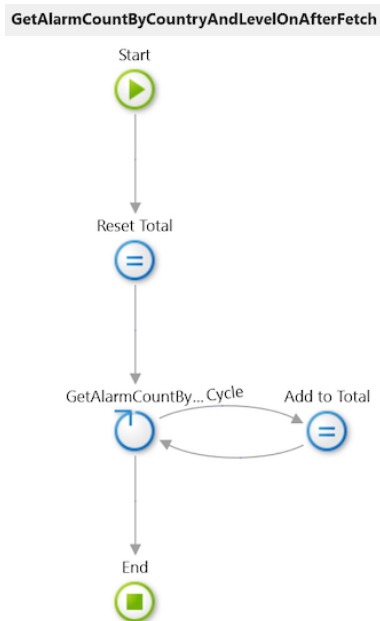 GetAlarmCountByCountryAndLevelOnAfterFetch
Start
Reset Total
GetAlarmCountBy... Cycle
Add to Total
End